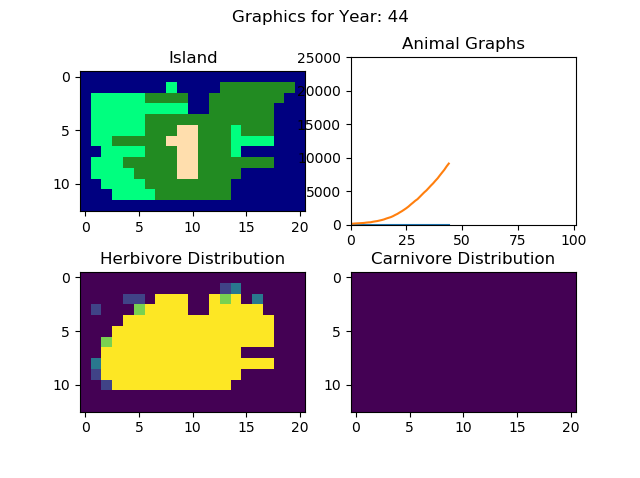 Graphics for Year: 44
Island
Animal Graphs
0
5
10
0 5 10 15 20
25000
20000
15000
10000
5000
0
0 25 50 75 100
Herbivore Distribution
Carnivore Distribution
0
5
10
0 5 10 15 20
0
5
10
0 5 10 15 20